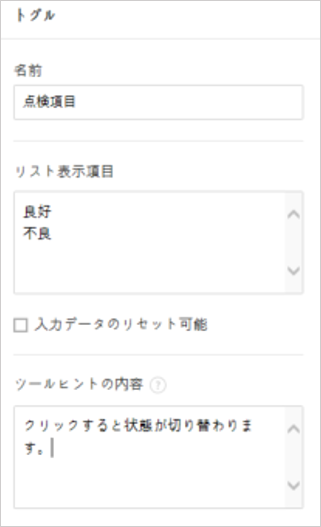 トグル
名前
点検項目
リスト表示項目
良好
不良
入力データのリセット可能
ツールヒントの内容 ?
クリックすると状態が切り替わりま
す。